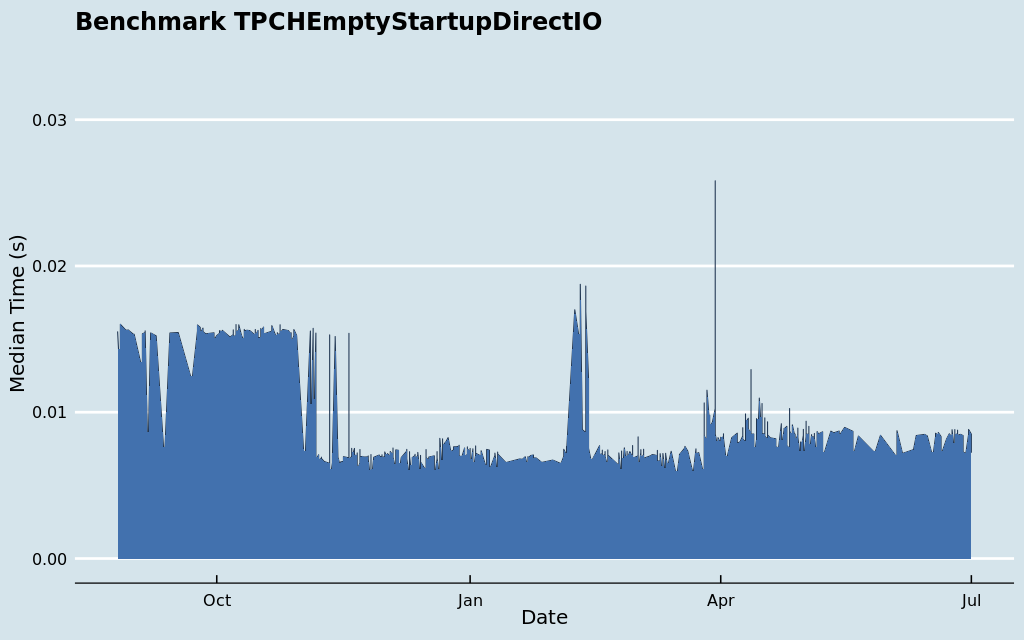 Benchmark TPCHEmptyStartupDirectIO
Median Time (s)
0.03
0.02
0.01
0.00
Oct
Jan
Apr
Jul
Date